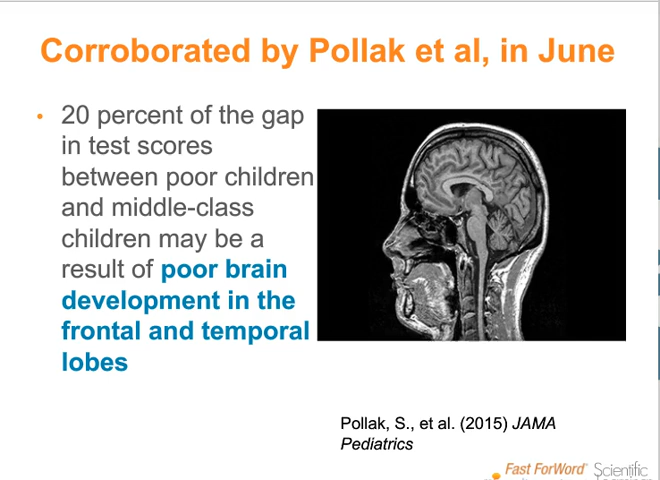 Corroborated by Pollak et al, in June
• 20 percent of the gap
in test scores
between poor children
and middle-class
children may be a
result of poor brain
development in the
frontal and temporal
lobes
Pollak, S., et al. (2015) JAMA
Pediatrics
Fast ForWord Scientific